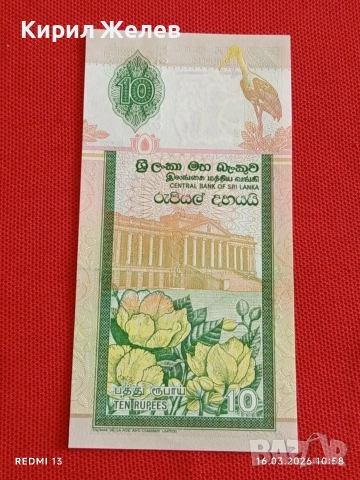 Кирил Желев
10
ශ්‍රී ලංකා මහ බැංකුව
இலங்கை மத்திய வங்கி
CENTRAL BANK OF SRI LANKA
රුපියල් දහයයි
பத்து ரூபாய்
TEN RUPEES
10
REDMI 13
16.03.2026 10:58
BAZAR